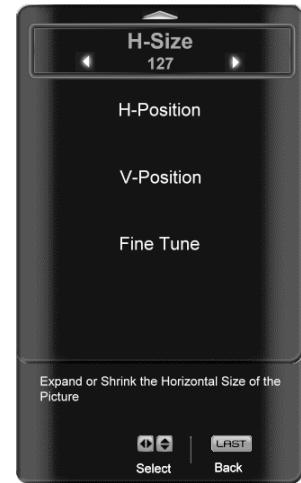 H-Size
127
H-Position
V-Position
Fine Tune
Expand or Shrink the Horizontal Size of the
Picture
LAST
Select Back